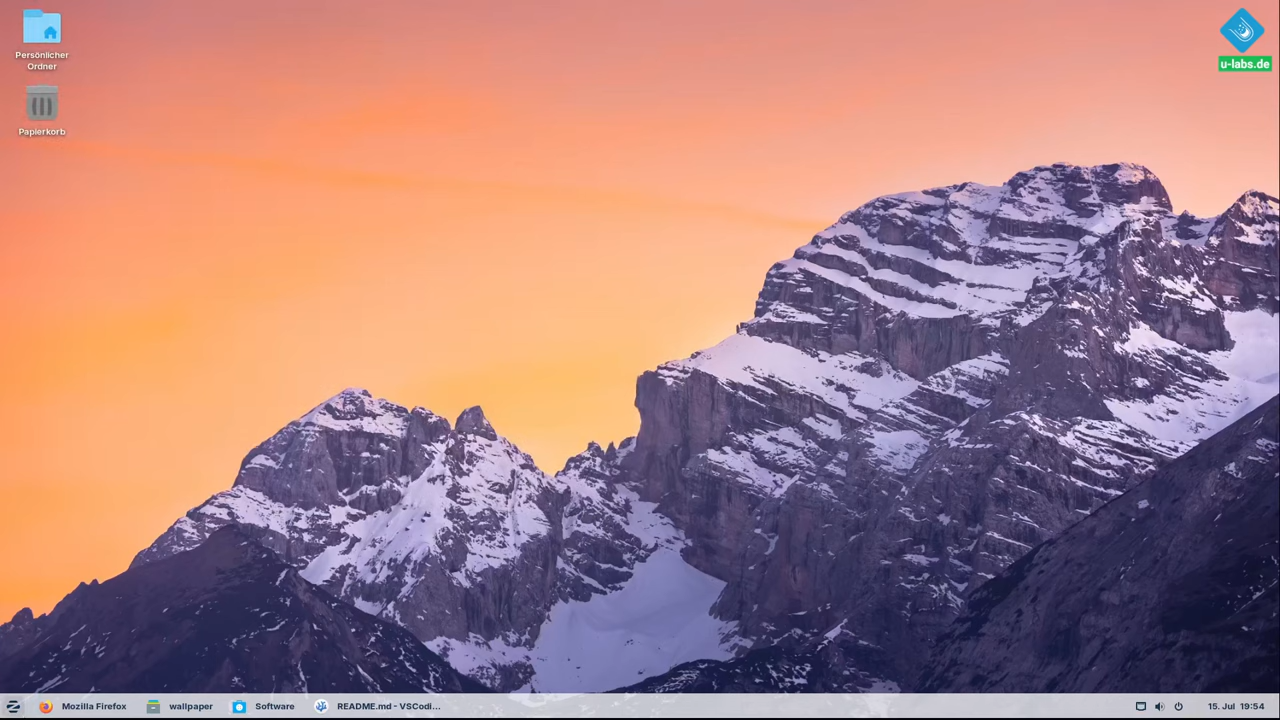 Persönlicher
Ordner
Papierkorb
u-labs.de
Mozilla Firefox
wallpaper
Software
README.md - VSCodi...
15. Jul 19:54